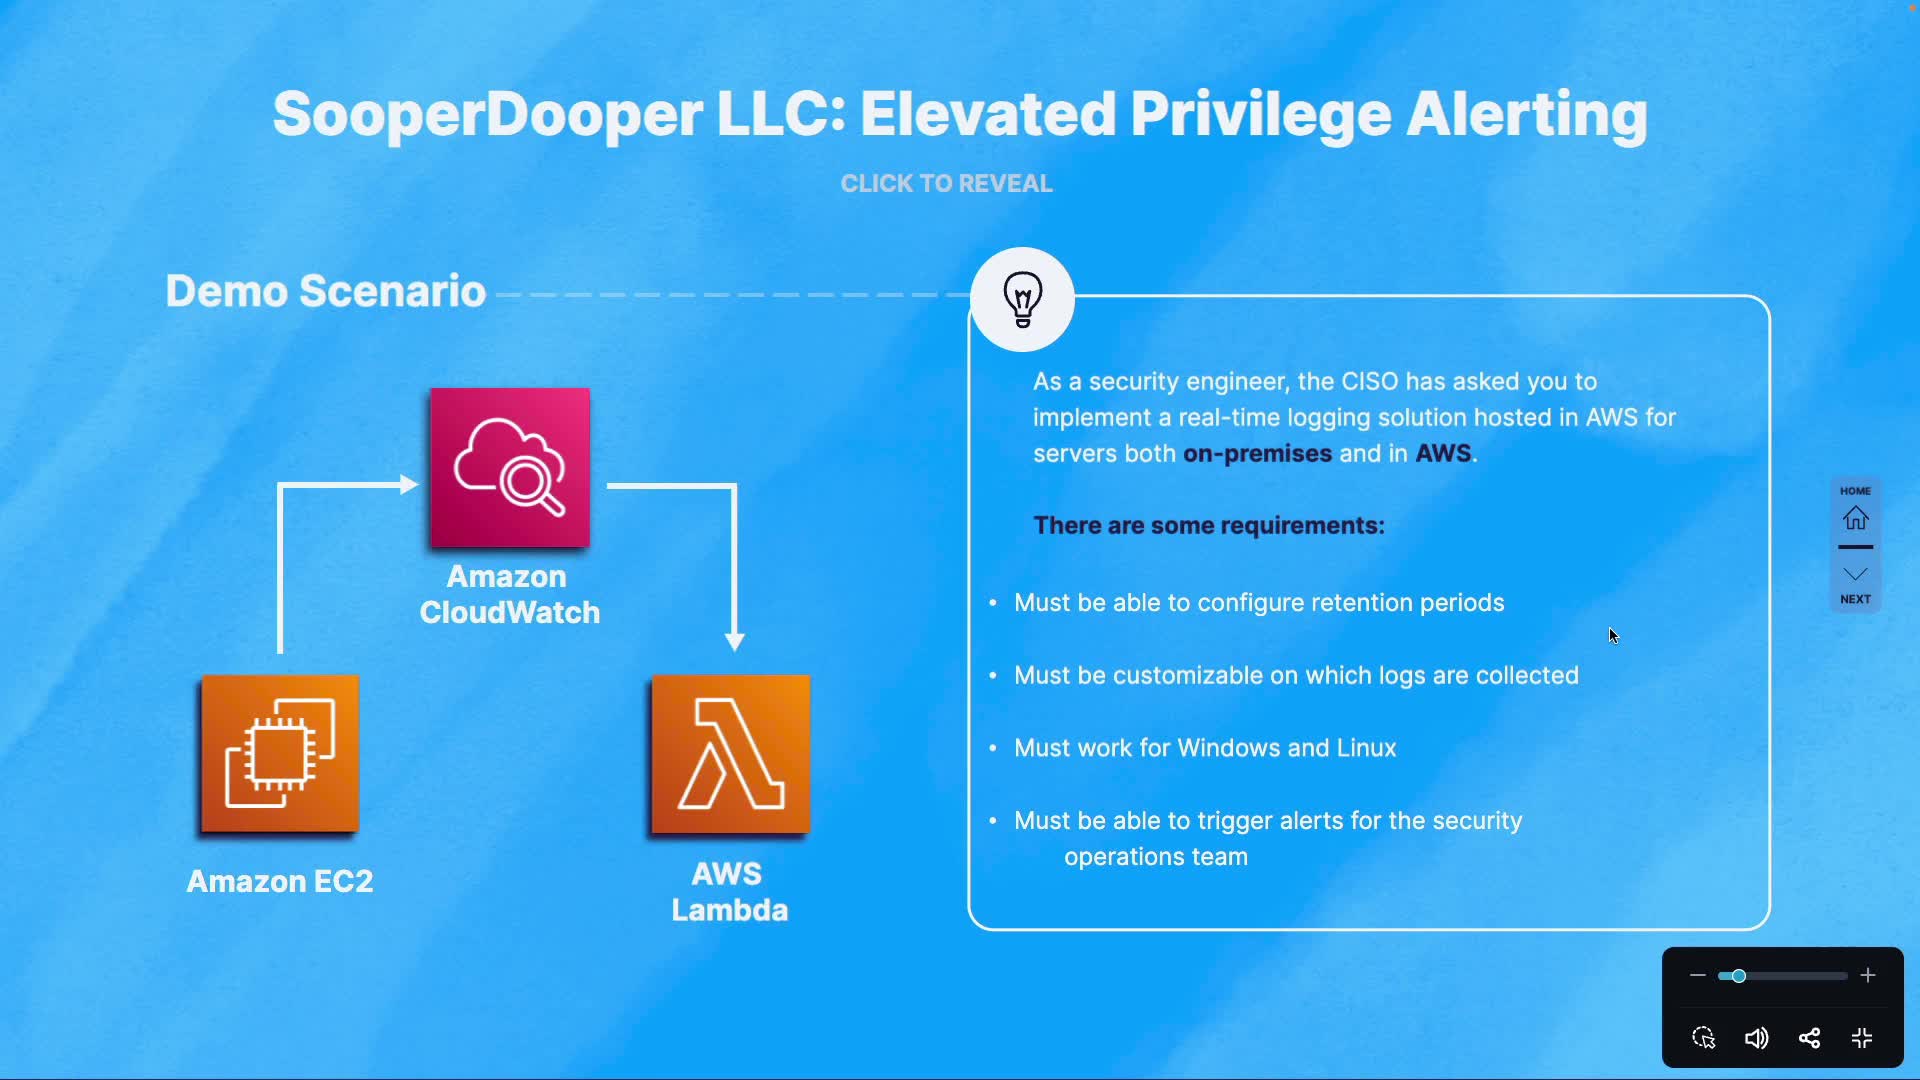 SooperDooper LLC: Elevated Privilege Alerting
CLICK TO REVEAL
Demo Scenario
Amazon
CloudWatch
Amazon EC2
AWS
Lambda
As a security engineer, the CISO has asked you to
implement a real-time logging solution hosted in AWS for
servers both on-premises and in AWS.
There are some requirements:
• Must be able to configure retention periods
• Must be customizable on which logs are collected
• Must work for Windows and Linux
• Must be able to trigger alerts for the security
operations team
HOME
NEXT